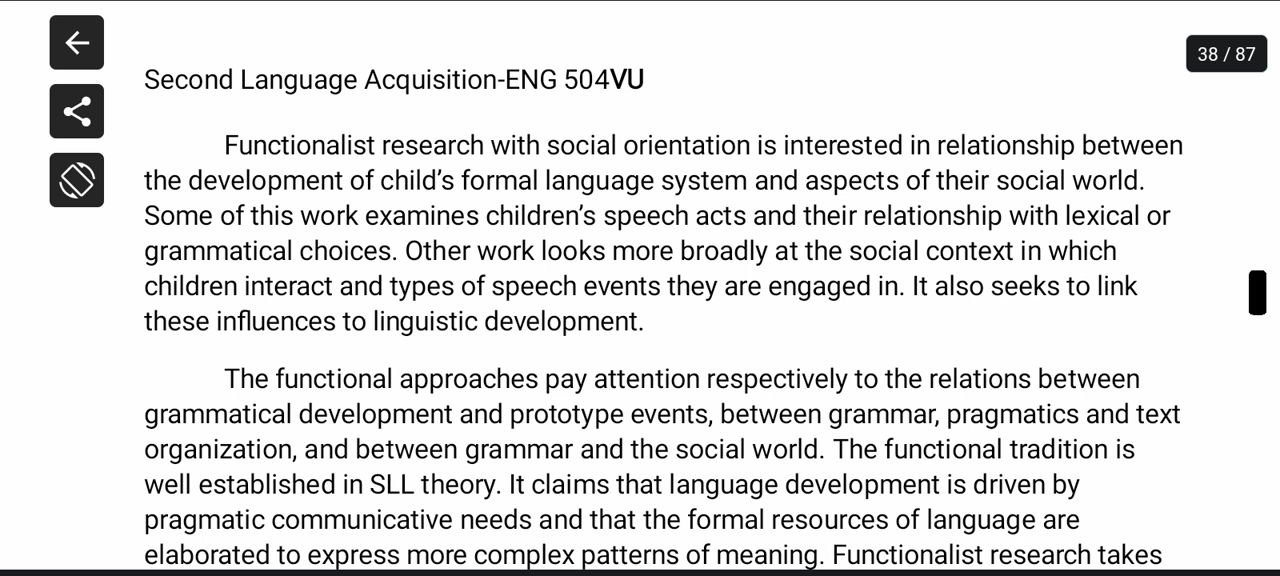 38 / 87
Second Language Acquisition-ENG 504VU
Functionalist research with social orientation is interested in relationship between
the development of child’s formal language system and aspects of their social world.
Some of this work examines children’s speech acts and their relationship with lexical or
grammatical choices. Other work looks more broadly at the social context in which
children interact and types of speech events they are engaged in. It also seeks to link
these influences to linguistic development.
The functional approaches pay attention respectively to the relations between
grammatical development and prototype events, between grammar, pragmatics and text
organization, and between grammar and the social world. The functional tradition is
well established in SLL theory. It claims that language development is driven by
pragmatic communicative needs and that the formal resources of language are
elaborated to express more complex patterns of meaning. Functionalist research takes